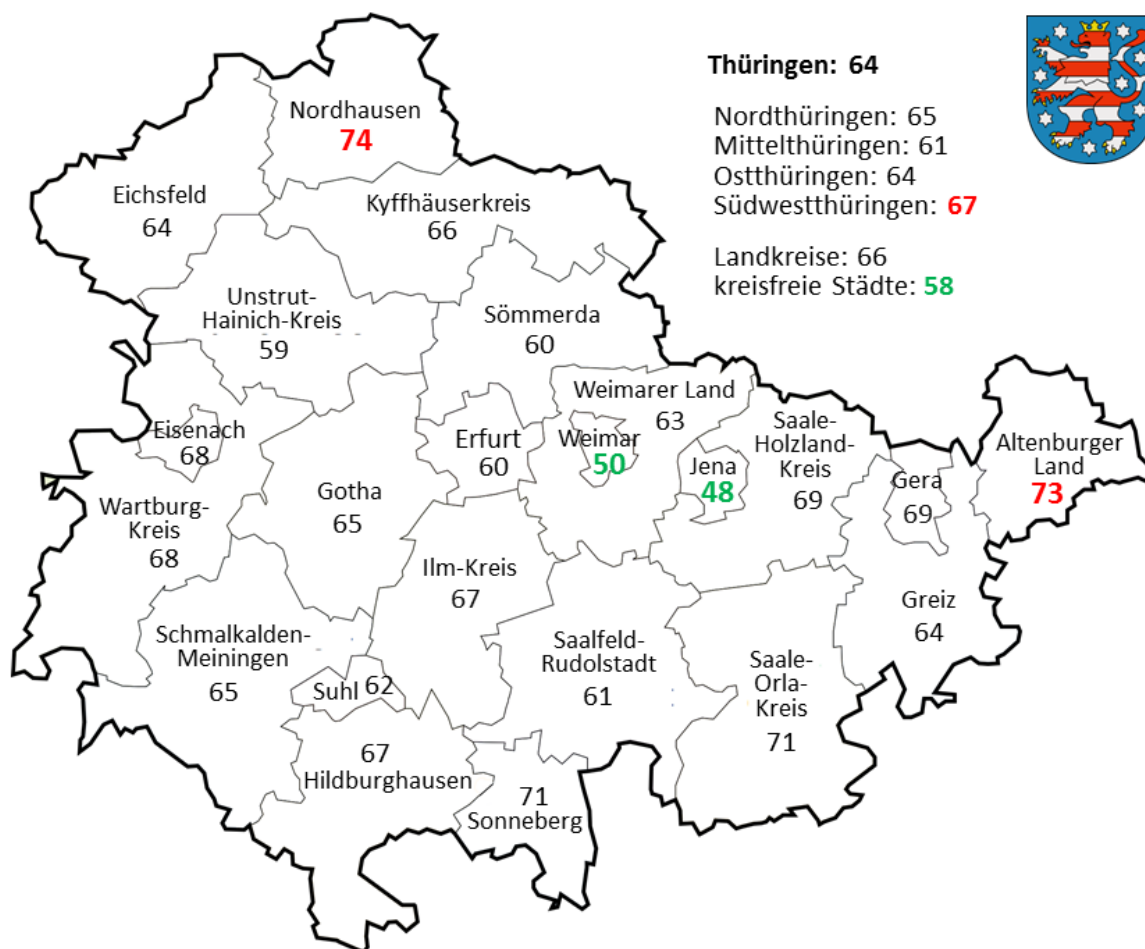 Thüringen: 64
Nordthüringen: 65
Mittelthüringen: 61
Ostthüringen: 64
Südwestthüringen: 67
Landkreise: 66
kreisfreie Städte: 58
Nordhausen
74
Eichsfeld
64
Kyffhäuserkreis
66
Unstrut-
Hainich-Kreis
59
Sömmerda
60
Weimarer Land
63
Eisenach
68
Erfurt
60
Weimar
50
Jena
48
Saale-
Holzland-
Kreis
69
Gera
69
Altenburger
Land
73
Gotha
65
Wartburg-
Kreis
68
Ilm-Kreis
67
Greiz
64
Schmalkalden-
Meiningen
65
Suhl 62
Saalfeld-
Rudolstadt
61
Saale-
Orla-
Kreis
71
67
Hildburghausen
71
Sonneberg